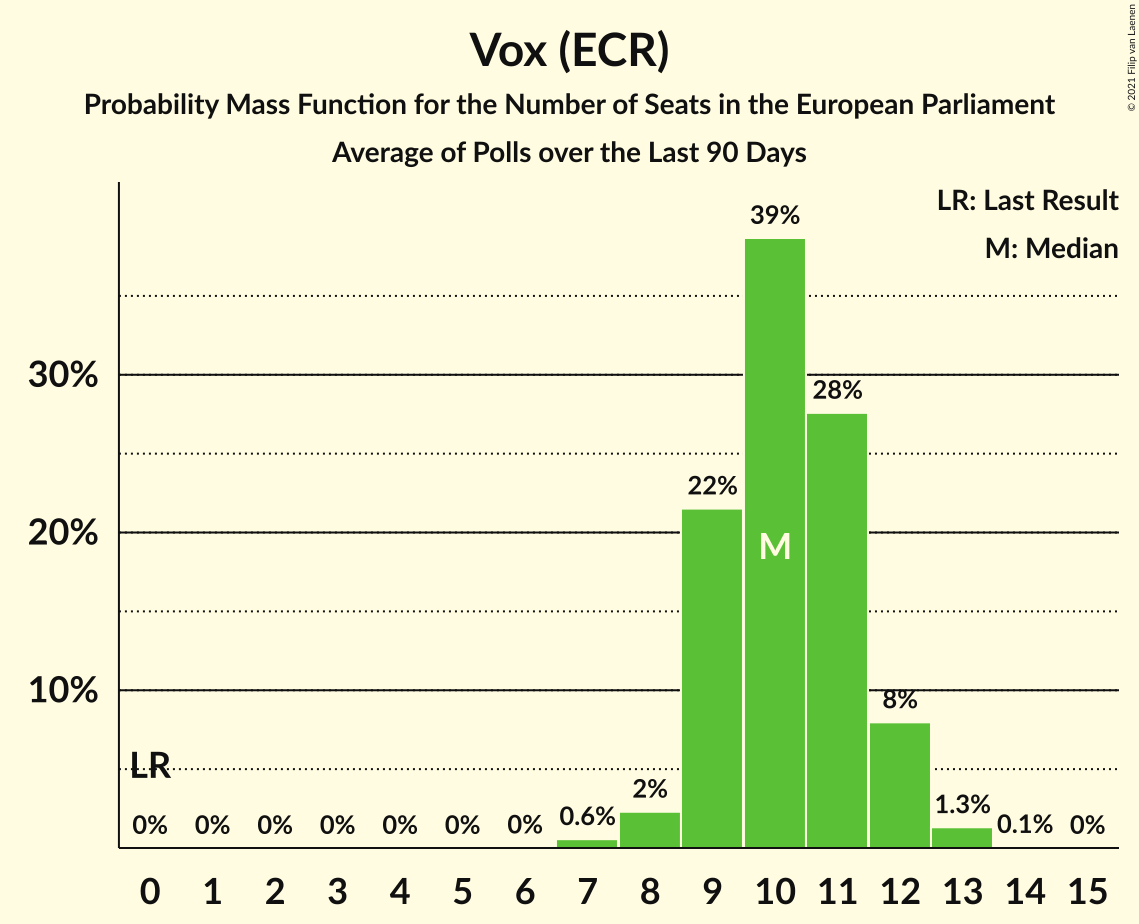 Vox (ECR)
Probability Mass Function for the Number of Seats in the European Parliament
Average of Polls over the Last 90 Days
© 2021 Filip van Laenen
LR: Last Result
M: Median
39%
30%
28%
22%
20%
M
10%
8%
LR
0% 0% 0% 0% 0% 0% 0% 0.6% 2% 1.3% 0.1% 0%
0 1 2 3 4 5 6 7 8 9 10 11 12 13 14 15